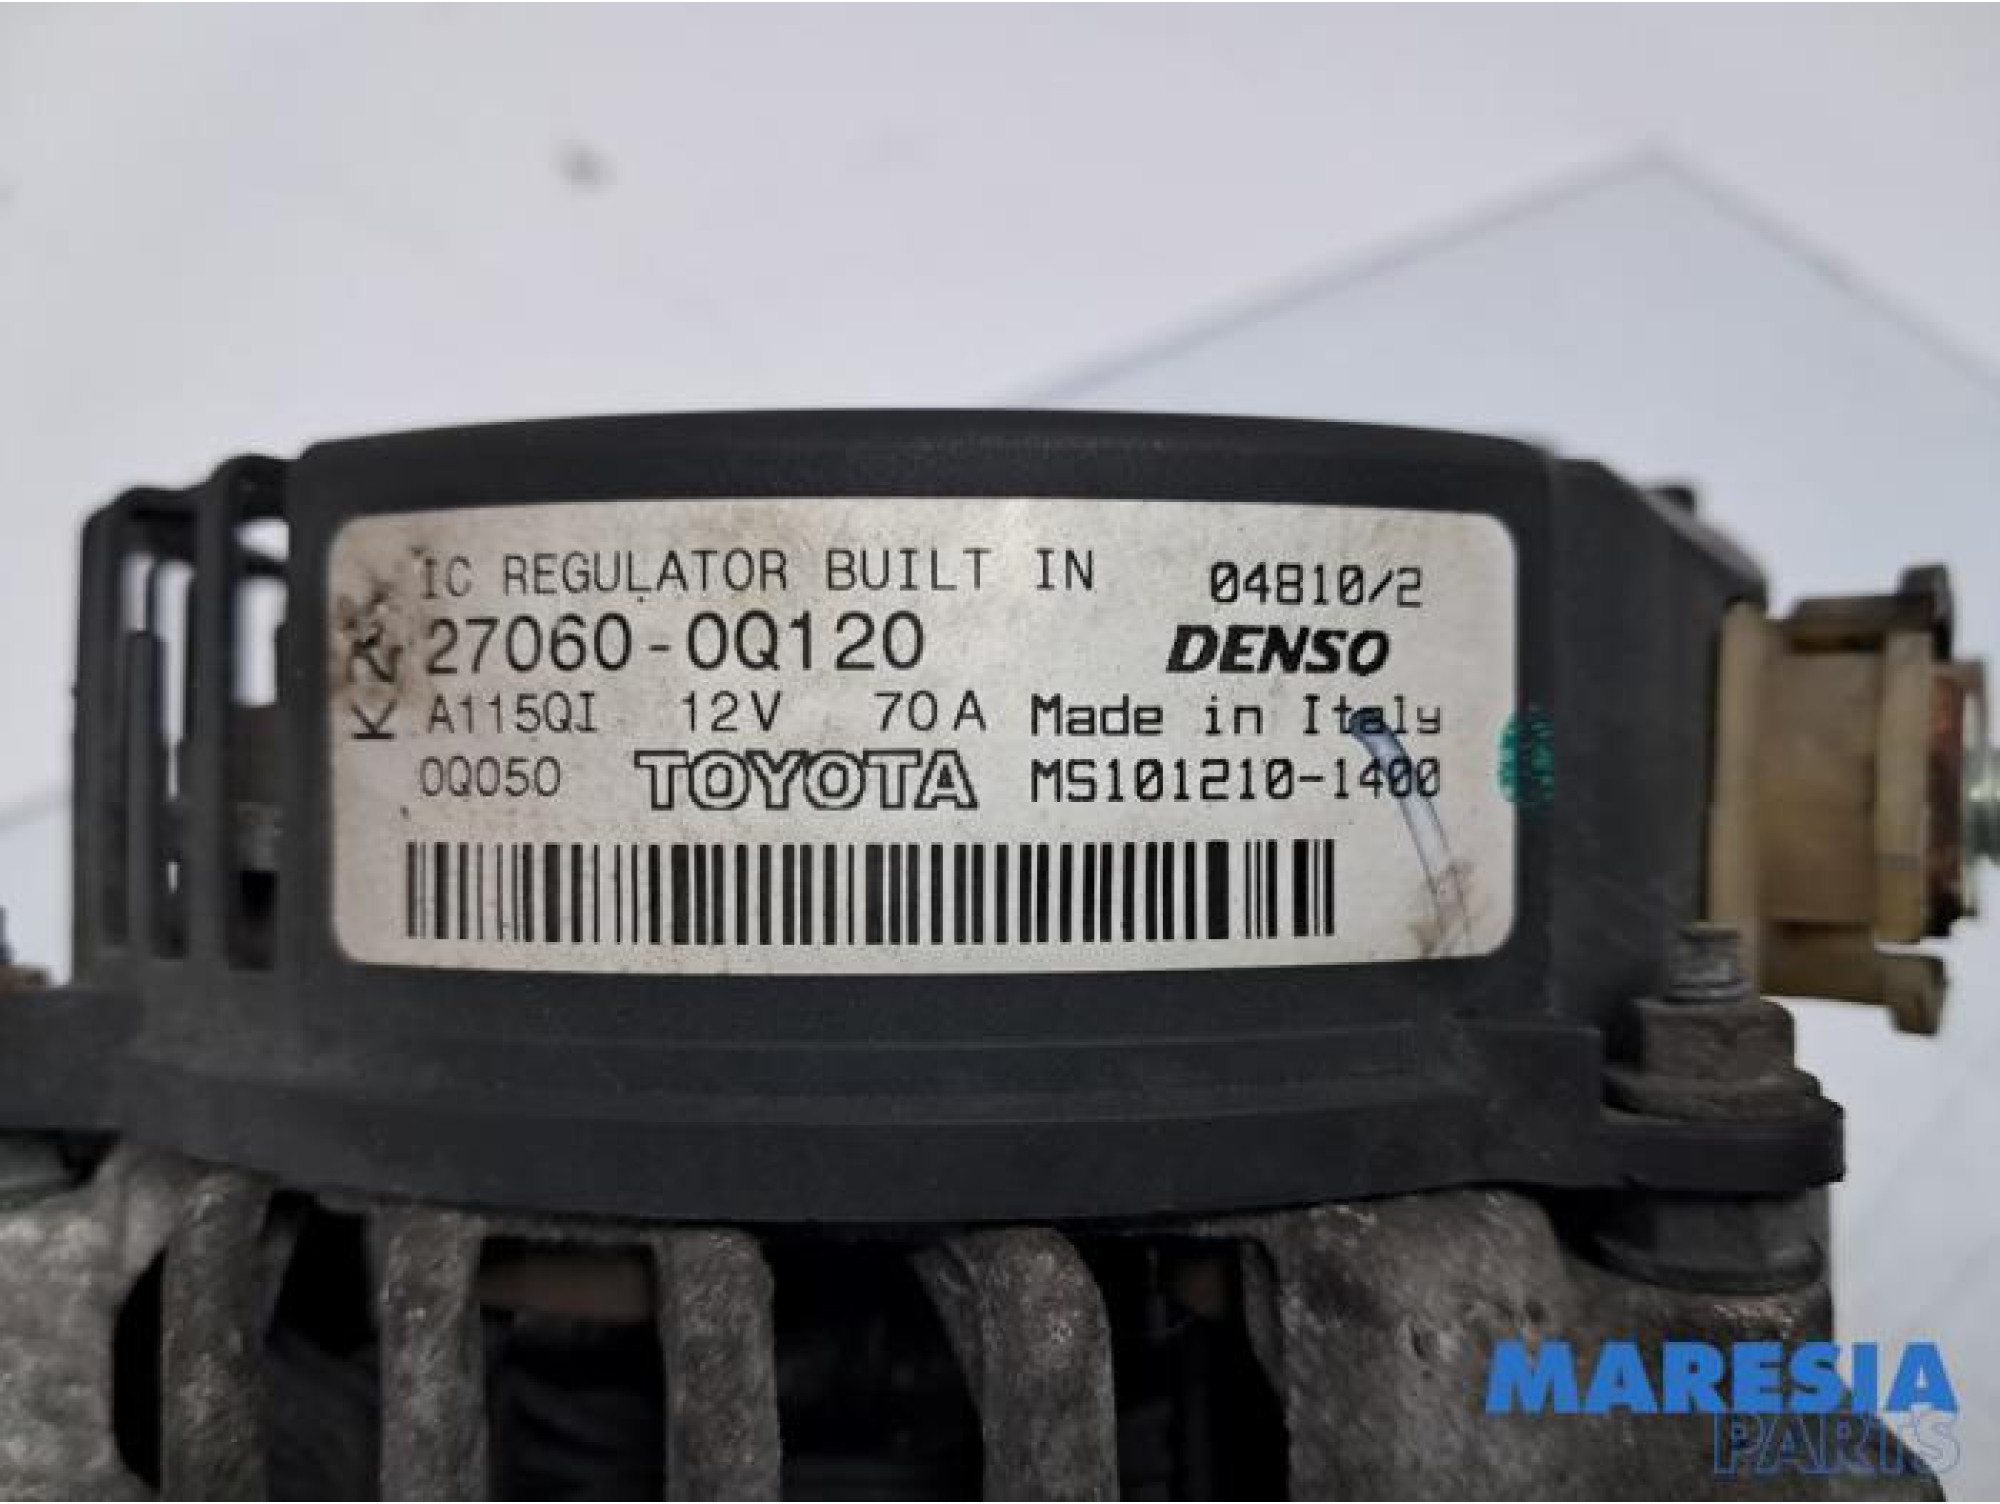 IC REGULATOR BUILT IN 04810/2
27060-0Q120 DENSO
A115QI 12V 70A Made in Italy
0Q050 TOYOTA MS101210-1400
MARESIA
PARTS